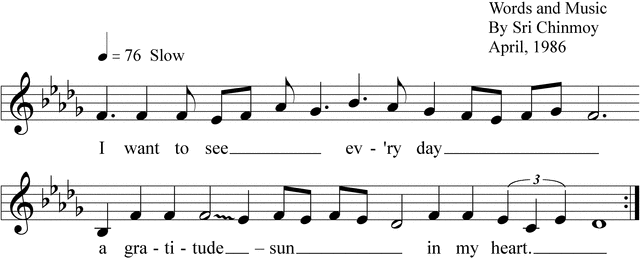 Words and Music
By Sri Chinmoy
April, 1986
= 76 Slow
I want to see ev - 'ry day
3
a gra - ti - tude – sun in my heart.